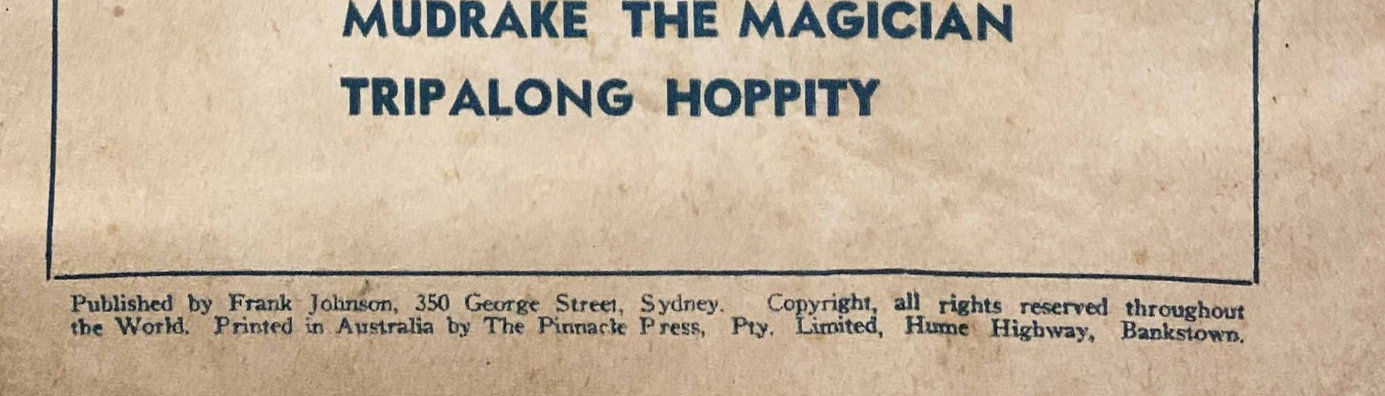 MUDRAKE THE MAGICIAN
TRIPALONG HOPPITY
Published by Frank Johnson, 350 George Street, Sydney. Copyright, all rights reserved throughout
the World. Printed in Australia by The Pinnacle Press, Pty. Limited, Hume Highway, Bankstown.